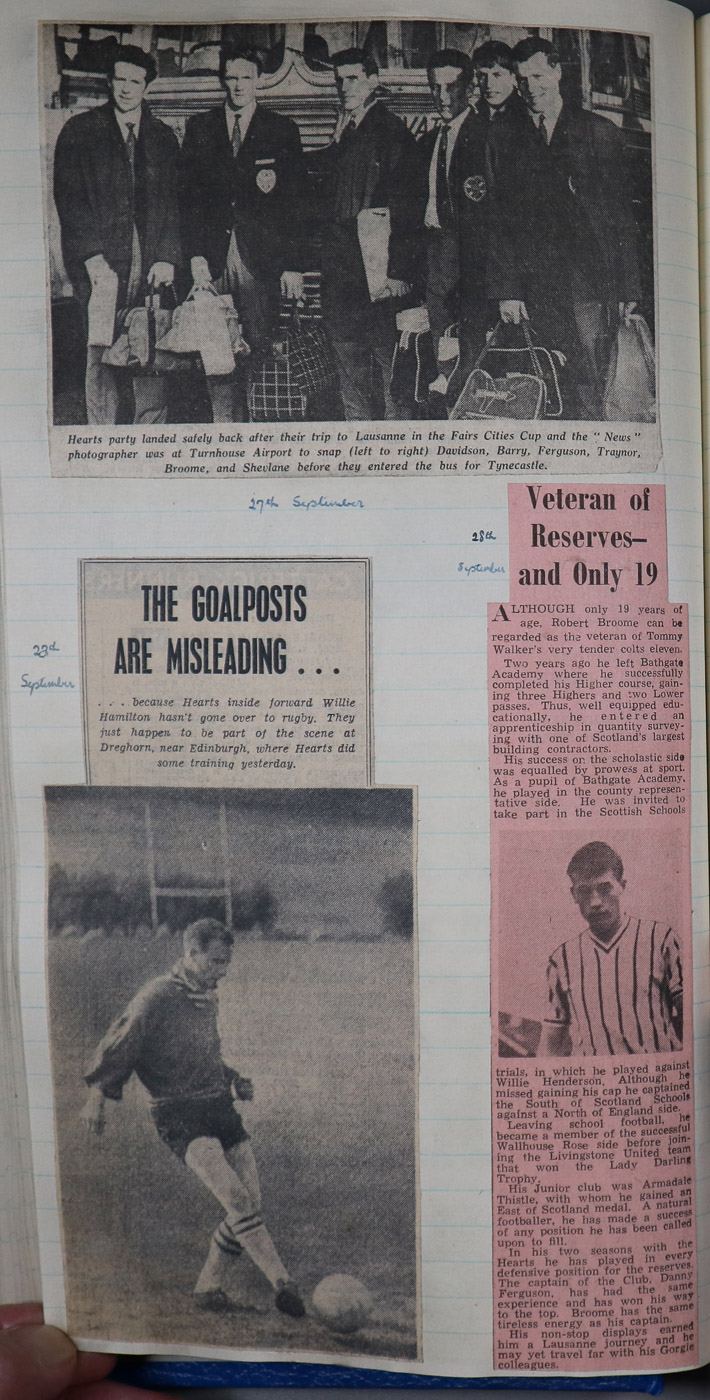 Hearts party landed safely back after their trip to Lausanne in the Fairs Cities Cup and the "News"
photographer was at Turnhouse Airport to snap (left to right) Davidson, Barry, Ferguson, Traynor,
Broome, and Shevlane before they entered the bus for Tynecastle.
27th September
23rd
September
THE GOALPOSTS
ARE MISLEADING . . .
. . . because Hearts inside forward Willie
Hamilton hasn't gone over to rugby. They
just happen to be part of the scene at
Dreghorn, near Edinburgh, where Hearts did
some training yesterday.
28th
September
Veteran of
Reserves—
and Only 19
ALTHOUGH only 19 years of
age, Robert Broome can be
regarded as the veteran of Tommy
Walker's very tender colts eleven.
Two years ago he left Bathgate
Academy where he successfully
completed his Higher course, gain-
ing three Highers and two Lower
passes. Thus, well equipped edu-
cationally, he entered an
apprenticeship in quantity survey-
ing with one of Scotland's largest
building contractors.
His success on the scholastic side
was equalled by prowess at sport.
As a pupil of Bathgate Academy,
he played in the county represen-
tative side. He was invited to
take part in the Scottish Schools
trials, in which he played against
Willie Henderson. Although he
missed gaining his cap he captained
the South of Scotland Schools
against a North of England side.
Leaving school football, he
became a member of the successful
Wallhouse Rose side before join-
ing the Livingstone United team
that won the Lady Darling
Trophy.
His Junior club was Armadale
Thistle, with whom he gained an
East of Scotland medal. A natural
footballer, he has made a success
of any position he has been called
upon to fill.
In his two seasons with the
Hearts he has played in every
defensive position for the reserves.
The captain of the Club, Danny
Ferguson, has had the same
experience and has won his way
to the top. Broome has the same
tireless energy as his captain.
His non-stop displays earned
him a Lausanne journey and he
may yet travel far with his Gorgie
colleagues.